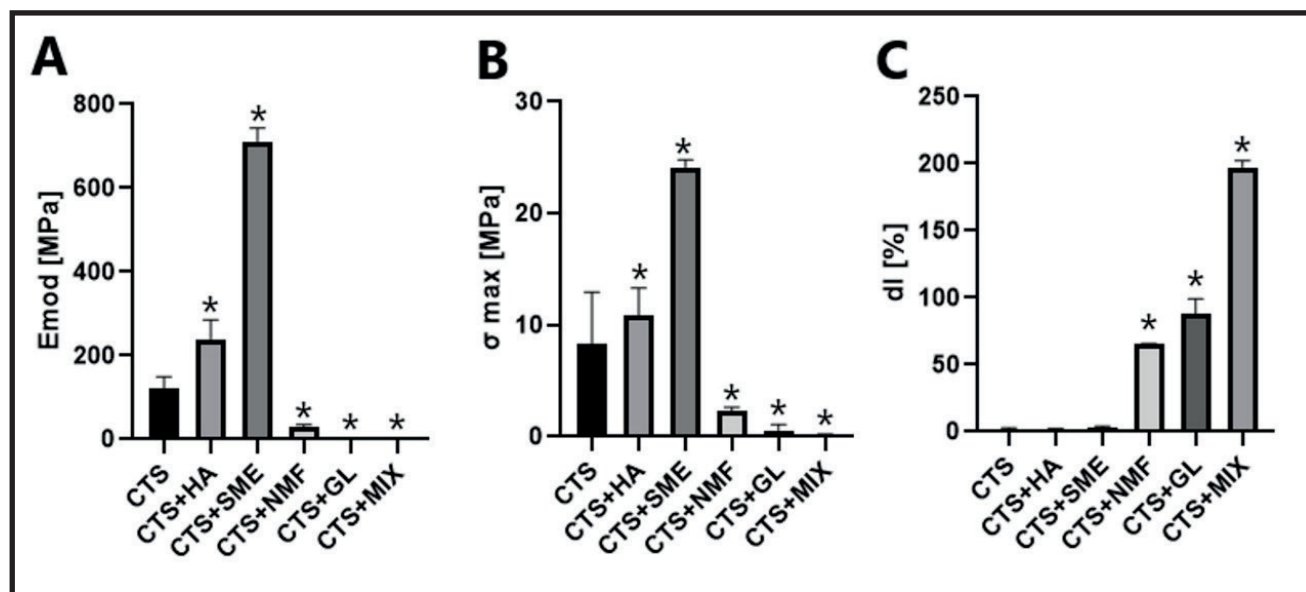 A
Emod [MPa]
800
600
400
200
0
*
*
*
*
*
CTS
CTS+HA
CTS+SME
CTS+NMF
CTS+GL
CTS+MIX
B
σ max [MPa]
30
20
10
0
*
*
*
*
*
CTS
CTS+HA
CTS+SME
CTS+NMF
CTS+GL
CTS+MIX
C
dl [%]
250
200
150
100
50
0
*
*
*
CTS
CTS+HA
CTS+SME
CTS+NMF
CTS+GL
CTS+MIX